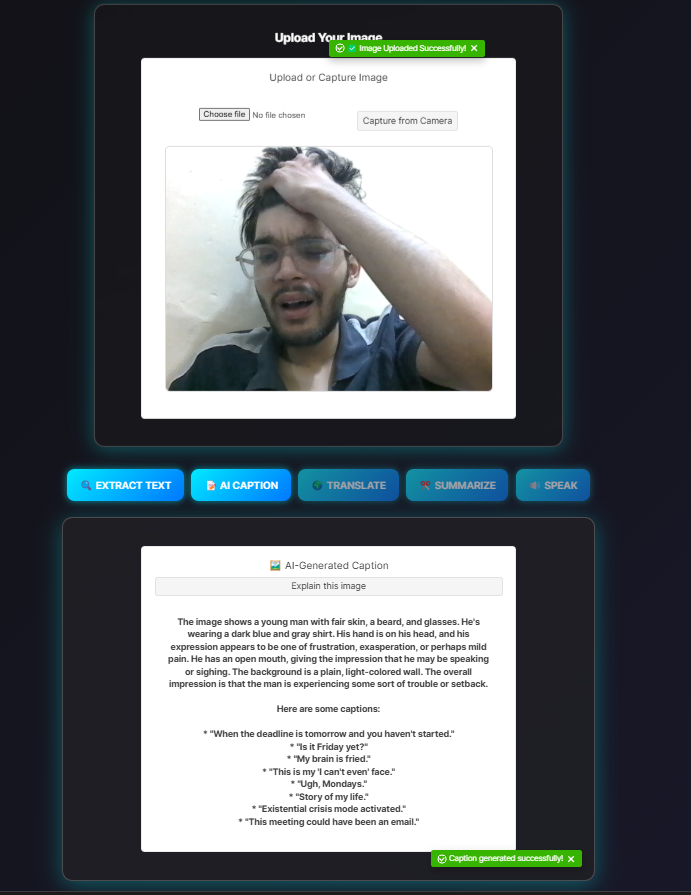 Upload Your Image
✅ Image Uploaded Successfully! ✕
Upload or Capture Image
Choose file No file chosen
Capture from Camera
🔍 EXTRACT TEXT
📝 AI CAPTION
TRANSLATE
SUMMARIZE
SPEAK
🖼️ AI-Generated Caption
Explain this image
The image shows a young man with fair skin, a beard, and glasses. He's
wearing a dark blue and gray shirt. His hand is on his head, and his
expression appears to be one of frustration, exasperation, or perhaps mild
pain. He has an open mouth, giving the impression that he may be speaking
or sighing. The background is a plain, light-colored wall. The overall
impression is that the man is experiencing some sort of trouble or setback.
Here are some captions:
* "When the deadline is tomorrow and you haven't started."
* "Is it Friday yet?"
* "My brain is fried."
* "This is my 'I can't even' face."
* "Ugh, Mondays."
* "Story of my life."
* "Existential crisis mode activated."
* "This meeting could have been an email."
Caption generated successfully! ✕